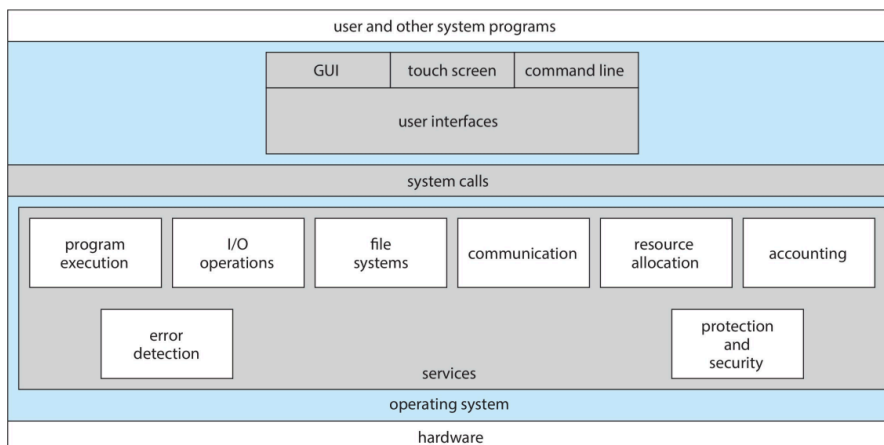 user and other system programs
GUI
touch screen
command line
user interfaces
system calls
program
execution
I/O
operations
file
systems
communication
resource
allocation
accounting
error
detection
protection
and
security
services
operating system
hardware